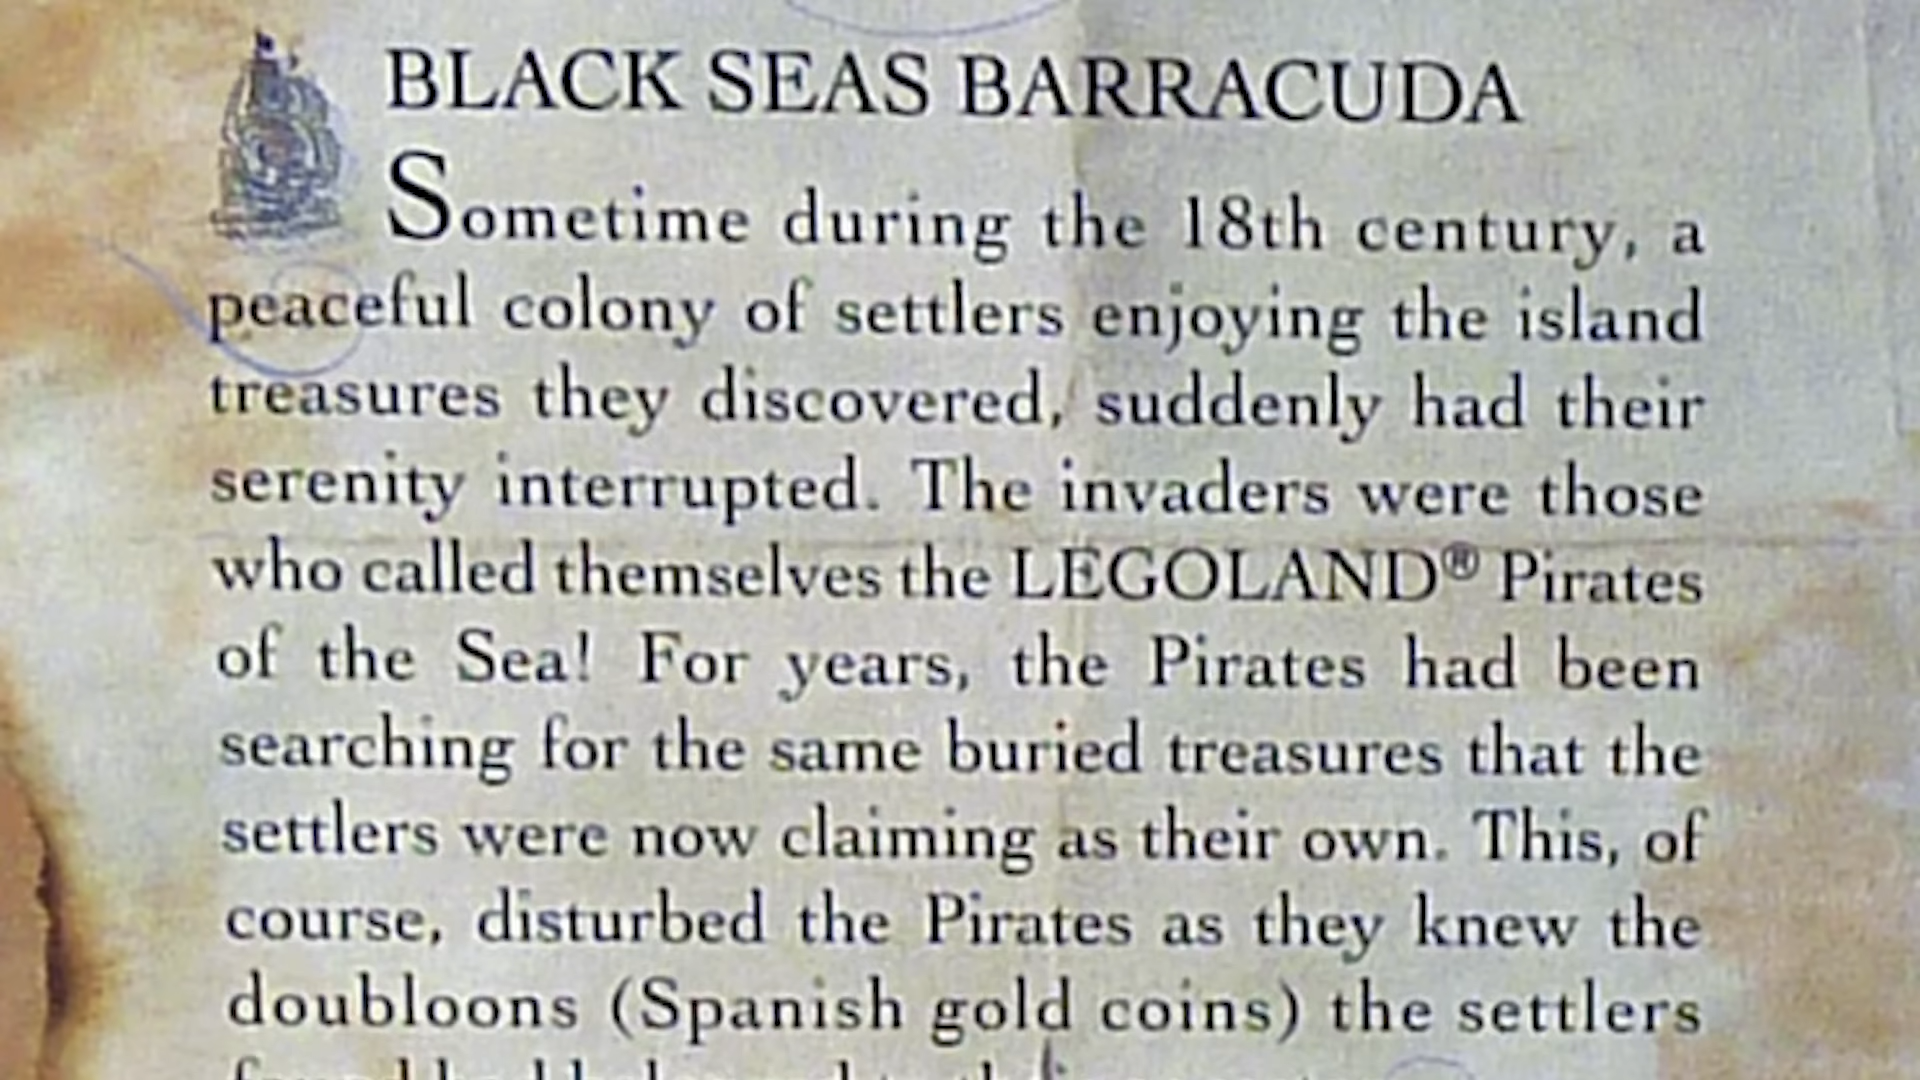 BLACK SEAS BARRACUDA
Sometime during the 18th century, a
peaceful colony of settlers enjoying the island
treasures they discovered, suddenly had their
serenity interrupted. The invaders were those
who called themselves the LEGOLAND® Pirates
of the Sea! For years, the Pirates had been
searching for the same buried treasures that the
settlers were now claiming as their own. This, of
course, disturbed the Pirates as they knew the
doubloons (Spanish gold coins) the settlers